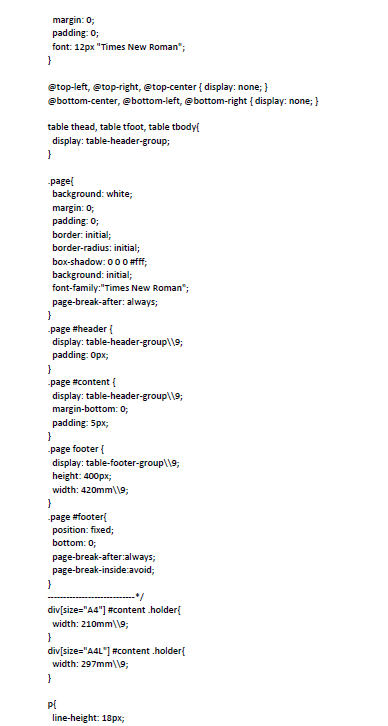 margin: 0;
padding: 0;
font: 12px "Times New Roman";
}
@top-left, @top-right, @top-center { display: none; }
@bottom-center, @bottom-left, @bottom-right { display: none; }
table thead, table tfoot, table tbody{
display: table-header-group;
}
.page{
background: white;
margin: 0;
padding: 0;
border: initial;
border-radius: initial;
box-shadow: 0 0 0 #fff;
background: initial;
font-family:"Times New Roman";
page-break-after: always;
}
.page #header {
display: table-header-group\\9;
padding: 0px;
}
.page #content {
display: table-header-group\\9;
margin-bottom: 0;
padding: 5px;
}
.page footer {
display: table-footer-group\\9;
height: 400px;
width: 420mm\\9;
}
.page #footer{
position: fixed;
bottom: 0;
page-break-after:always;
page-break-inside:avoid;
}
----------------------------*/
div[size="A4"] #content .holder{
width: 210mm\\9;
}
div[size="A4L"] #content .holder{
width: 297mm\\9;
}
p{
line-height: 18px;